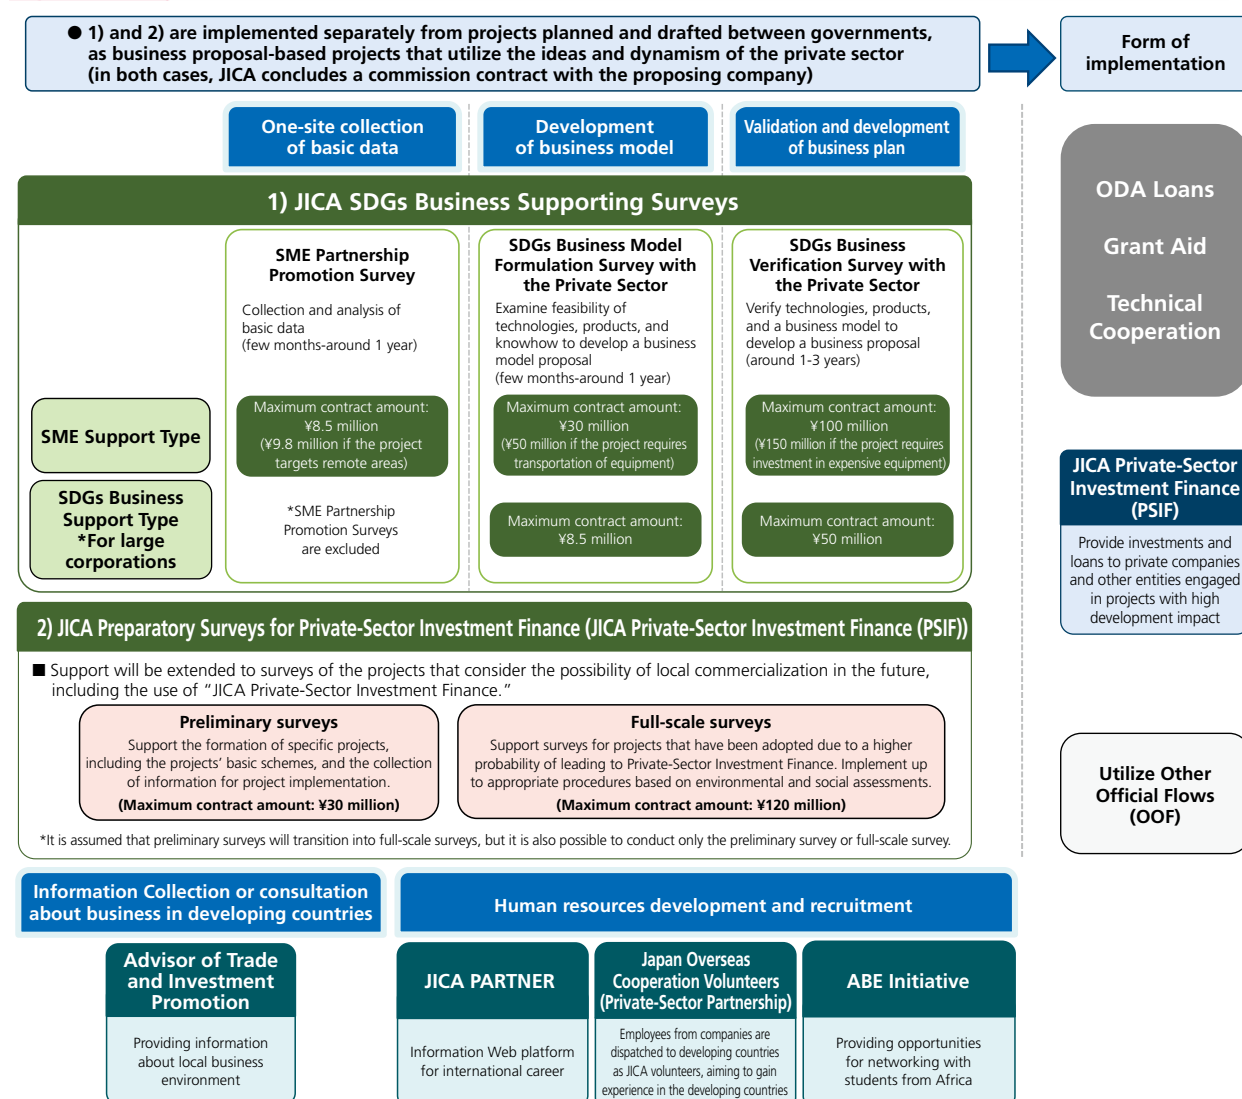 ● 1) and 2) are implemented separately from projects planned and drafted between governments,
as business proposal-based projects that utilize the ideas and dynamism of the private sector
(in both cases, JICA concludes a commission contract with the proposing company)
Form of
implementation
One-site collection
of basic data
Development
of business model
Validation and development
of business plan
1) JICA SDGs Business Supporting Surveys
SME Partnership
Promotion Survey
Collection and analysis of
basic data
(few months-around 1 year)
SDGs Business Model
Formulation Survey with
the Private Sector
Examine feasibility of
technologies, products, and
knowhow to develop a business
model proposal
(few months-around 1 year)
SDGs Business
Verification Survey with
the Private Sector
Verify technologies, products,
and a business model to
develop a business proposal
(around 1-3 years)
SME Support Type
Maximum contract amount:
¥8.5 million
(¥9.8 million if the project
targets remote areas)
Maximum contract amount:
¥30 million
(¥50 million if the project requires
transportation of equipment)
Maximum contract amount:
¥100 million
(¥150 million if the project requires
investment in expensive equipment)
SDGs Business
Support Type
*For large
corporations
*SME Partnership
Promotion Surveys
are excluded
Maximum contract amount:
¥8.5 million
Maximum contract amount:
¥50 million
ODA Loans
Grant Aid
Technical
Cooperation
JICA Private-Sector
Investment Finance
(PSIF)
Provide investments and
loans to private companies
and other entities engaged
in projects with high
development impact
2) JICA Preparatory Surveys for Private-Sector Investment Finance (JICA Private-Sector Investment Finance (PSIF))
■ Support will be extended to surveys of the projects that consider the possibility of local commercialization in the future,
including the use of “JICA Private-Sector Investment Finance.”
Preliminary surveys
Support the formation of specific projects,
including the projects’ basic schemes, and the collection
of information for project implementation.
(Maximum contract amount: ¥30 million)
Full-scale surveys
Support surveys for projects that have been adopted due to a higher
probability of leading to Private-Sector Investment Finance. Implement up
to appropriate procedures based on environmental and social assessments.
(Maximum contract amount: ¥120 million)
*It is assumed that preliminary surveys will transition into full-scale surveys, but it is also possible to conduct only the preliminary survey or full-scale survey.
Utilize Other
Official Flows
(OOF)
Information Collection or consultation
about business in developing countries
Human resources development and recruitment
Advisor of Trade
and Investment
Promotion
Providing information
about local business
environment
JICA PARTNER
Information Web platform
for international career
Japan Overseas
Cooperation Volunteers
(Private-Sector Partnership)
Employees from companies are
dispatched to developing countries
as JICA volunteers, aiming to gain
experience in the developing countries
ABE Initiative
Providing opportunities
for networking with
students from Africa